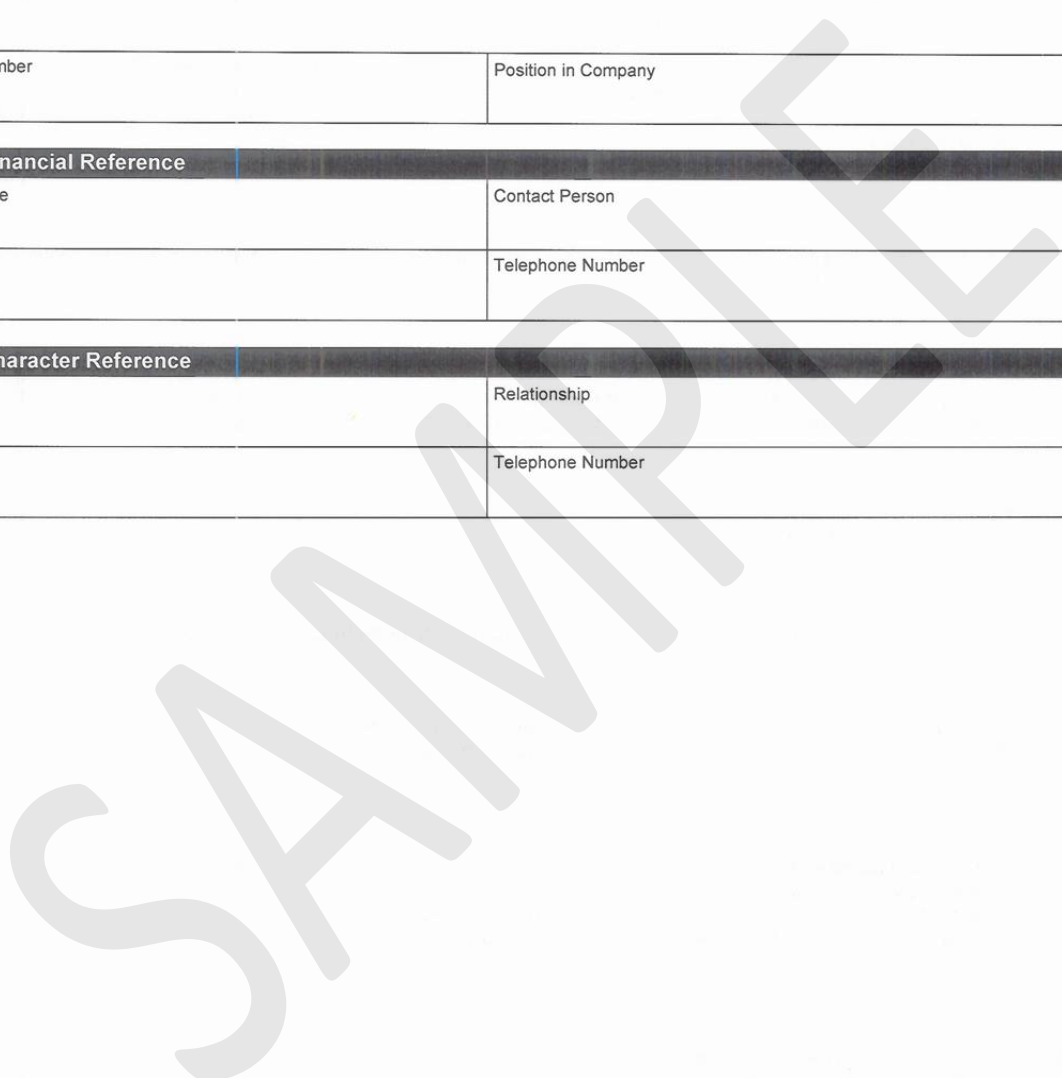 mber Position in Company
nancial Reference
e Contact Person
Telephone Number
haracter Reference
Relationship
Telephone Number
SAMPLE